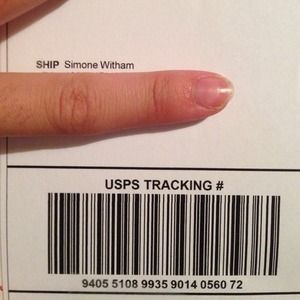 SHIP Simone Witham
USPS TRACKING #
9405 5108 9935 9014 0560 72